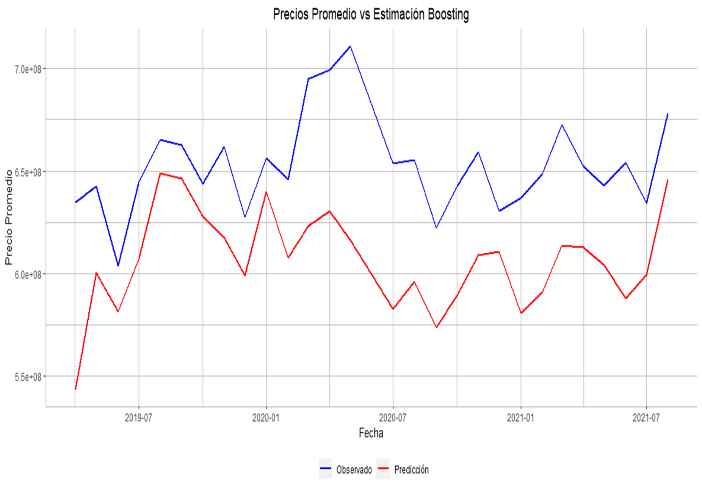 Precios Promedio vs Estimación Boosting
Precio Promedio
7.0e+08
6.5e+08
6.0e+08
5.5e+08
2019-07 2020-01 2020-07 2021-01 2021-07
Fecha
Observado Predicción